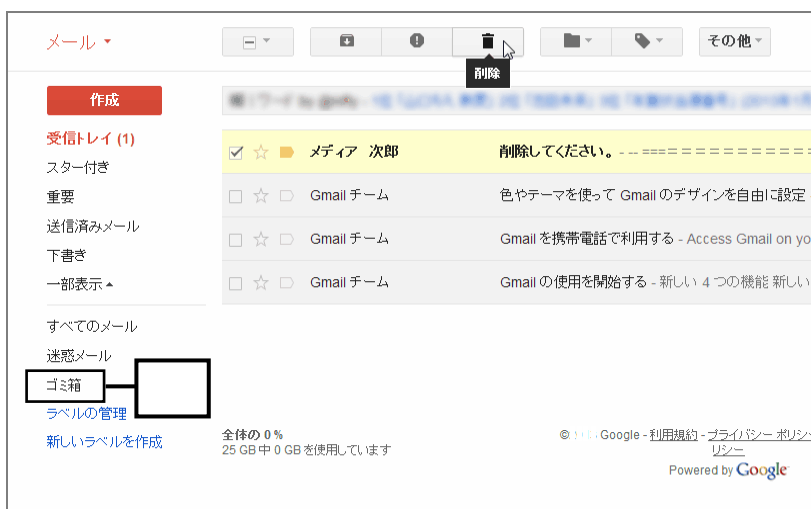 メール
その他
削除
作成
受信トレイ (1)
スター付き
重要
送信済みメール
下書き
一部表示
すべてのメール
迷惑メール
ゴミ箱
ラベルの管理
新しいラベルを作成
メディア 次郎 削除してください。 - -- === = = = = = = = = = = =
Gmail チーム 色やテーマを使って Gmail のデザインを自由に設定
Gmail チーム Gmail を携帯電話で利用する - Access Gmail on yo
Gmail チーム Gmail の使用を開始する - 新しい 4 つの機能 新しい
全体の 0 %
25 GB 中 0 GB を使用しています
© Google - 利用規約 - プライバシー ポリシー
リシー
Powered by Google